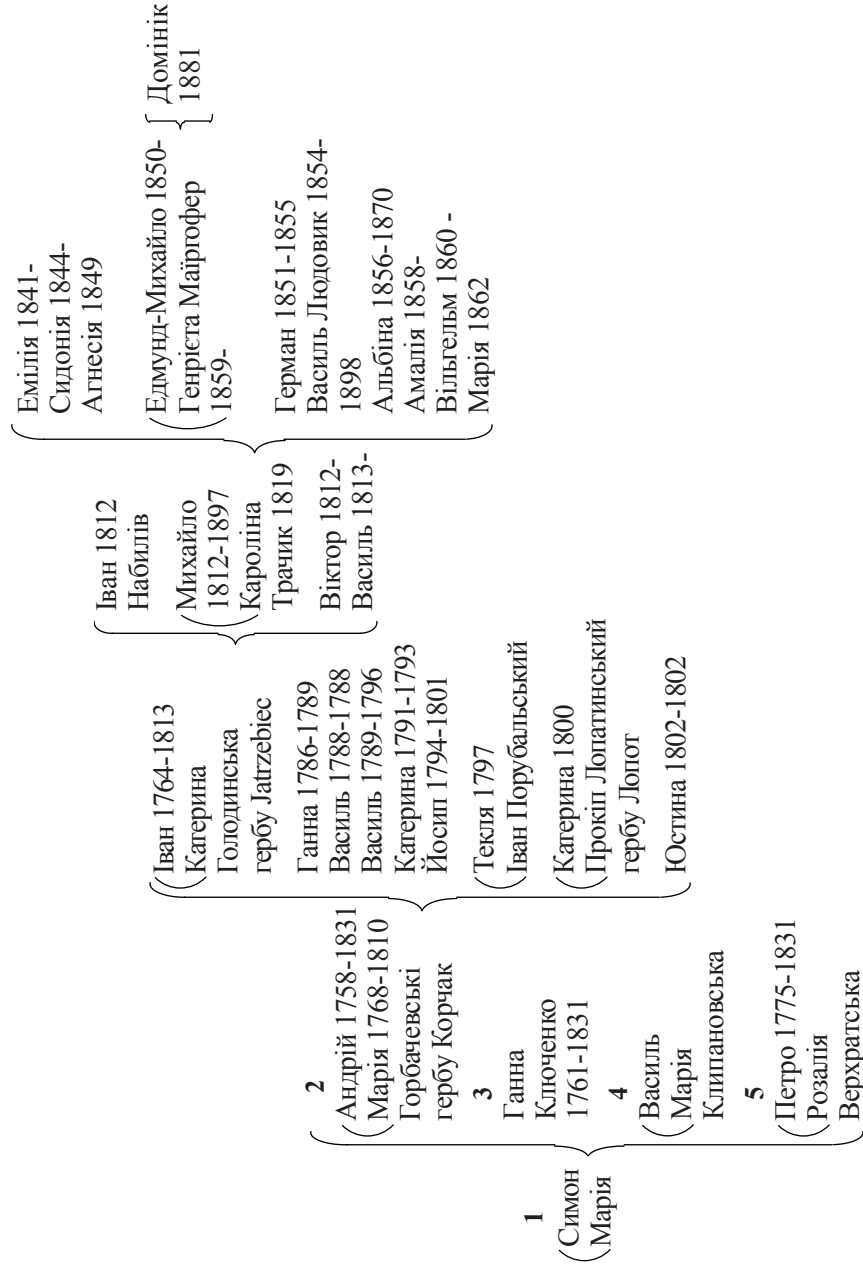 1
Симон
Марія
2
Андрій 1758-1831
Марія 1768-1810
Горбачевські
гербу Корчак
3
Ганна
Ключенко
1761-1831
4
Василь
Марія
Клипановська
5
Петро 1775-1831
Розалія
Верхратська
Іван 1764-1813
Катерина
Голодинська
гербу Jatrzebiec
Ганна 1786-1789
Василь 1788-1788
Василь 1789-1796
Катерина 1791-1793
Йосип 1794-1801
Текля 1797
Іван Порубальський
Катерина 1800
Прокіп Лопатинський
гербу Лопот
Юстина 1802-1802
Іван 1812
Набилів
Михайло
1812-1897
Кароліна
Трачик 1819
Віктор 1812-
Василь 1813-
Емілія 1841-
Сидонія 1844-
Агнесія 1849
Едмунд-Михайло 1850-
Генрієта Маїргофер
1859-
Герман 1851-1855
Василь Людовик 1854-
1898
Альбіна 1856-1870
Амалія 1858-
Вільгельм 1860 -
Марія 1862
Домінік
1881